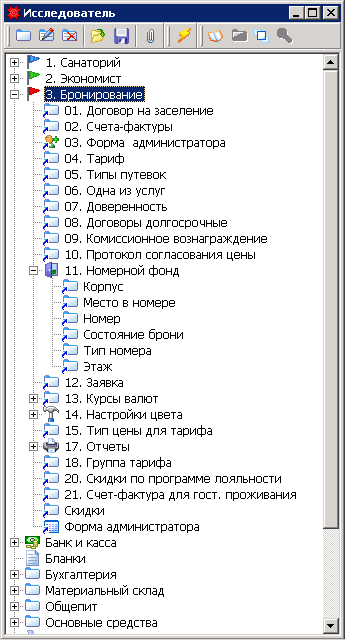 Исследователь
1. Санаторий
2. Экономист
3. Бронирование
01. Договор на заселение
02. Счета-фактуры
03. Форма администратора
04. Тариф
05. Типы путевок
06. Одна из услуг
07. Доверенность
08. Договоры долгосрочные
09. Комиссионное вознаграждение
10. Протокол согласования цены
11. Номерной фонд
Корпус
Место в номере
Номер
Состояние брони
Тип номера
Этаж
12. Заявка
13. Курсы валют
14. Настройки цвета
15. Тип цены для тарифа
17. Отчеты
18. Группа тарифа
20. Скидки по программе лояльности
21. Счет-фактура для гост. проживания
Скидки
Форма администратора
Банк и касса
Бланки
Бухгалтерия
Материальный склад
Общепит
Основные средства